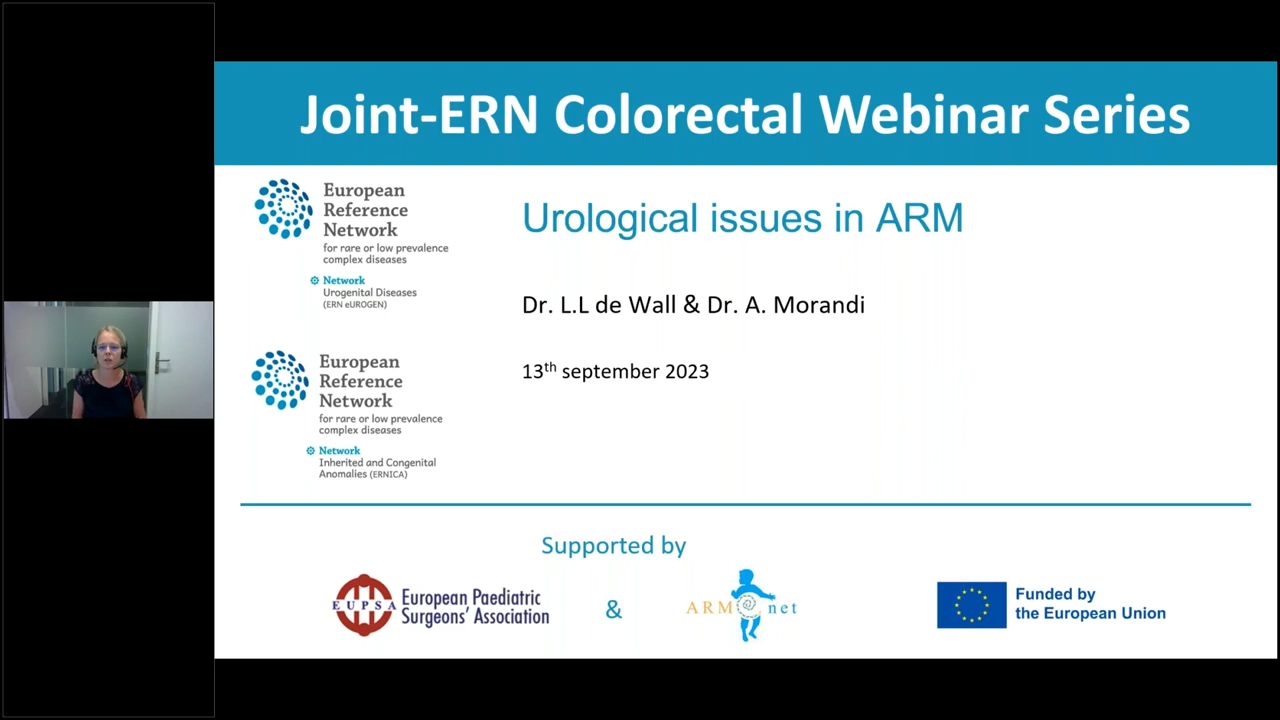 Joint-ERN Colorectal Webinar Series
European
Reference
Network
for rare or low prevalence
complex diseases
Network
Urogenital Diseases
(ERN eUROGEN)
Urological issues in ARM
Dr. L.L de Wall & Dr. A. Morandi
13th september 2023
European
Reference
Network
for rare or low prevalence
complex diseases
Network
Inherited and Congenital
Anomalies (ERNICA)
Supported by
EUPSA
European Paediatric
Surgeons' Association
&
ARM net
Funded by
the European Union